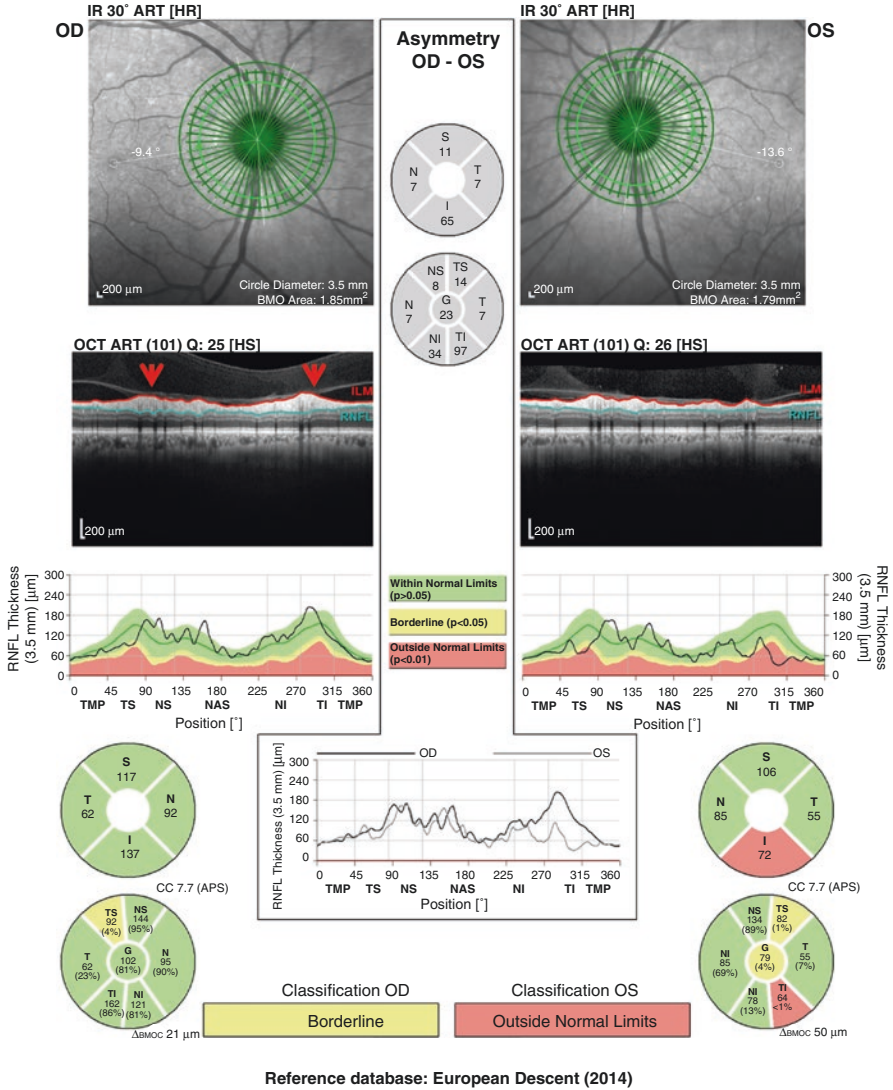 IR 30˚ ART [HR]
OD
-9.4 °
200 µm
Circle Diameter: 3.5 mm
BMO Area: 1.85mm2
Asymmetry
OD - OS
S
11
N
7
T
7
I
65
NS
8
TS
14
N
7
G
23
T
7
NI
34
TI
97
IR 30˚ ART [HR]
OS
-13.6 °
200 µm
Circle Diameter: 3.5 mm
BMO Area: 1.79mm2
OCT ART (101) Q: 25 [HS]
ILM
RNFL
200 µm
OCT ART (101) Q: 26 [HS]
ILM
RNFL
200 µm
RNFL Thickness
(3.5 mm) [µm]
300
240
180
120
60
0
0 45 90 135 180 225 270 315 360
TMP TS NS NAS NI TI TMP
Position [˚]
Within Normal Limits
(p>0.05)
Borderline (p<0.05)
Outside Normal Limits
(p<0.01)
RNFL Thickness
(3.5 mm) [µm]
300
240
180
120
60
0
0 45 90 135 180 225 270 315 360
TMP TS NS NAS NI TI TMP
Position [˚]
S
117
T
62
N
92
I
137
CC 7.7 (APS)
OD OS
RNFL Thickness (3.5 mm) [µm]
300
240
180
120
60
0
0 45 90 135 180 225 270 315 360
TMP TS NS NAS NI TI TMP
Position [˚]
S
106
N
85
T
55
I
72
CC 7.7 (APS)
TS
92
(4%)
NS
144
(95%)
T
62
(23%)
G
102
(81%)
N
95
(90%)
TI
162
(86%)
NI
121
(81%)
ΔBMOC 21 µm
Classification OD
Borderline
Classification OS
Outside Normal Limits
NS
134
(89%)
TS
82
(1%)
NI
85
(69%)
G
79
(4%)
T
55
(7%)
NI
78
(13%)
TI
64
<1%
ΔBMOC 50 µm
Reference database: European Descent (2014)